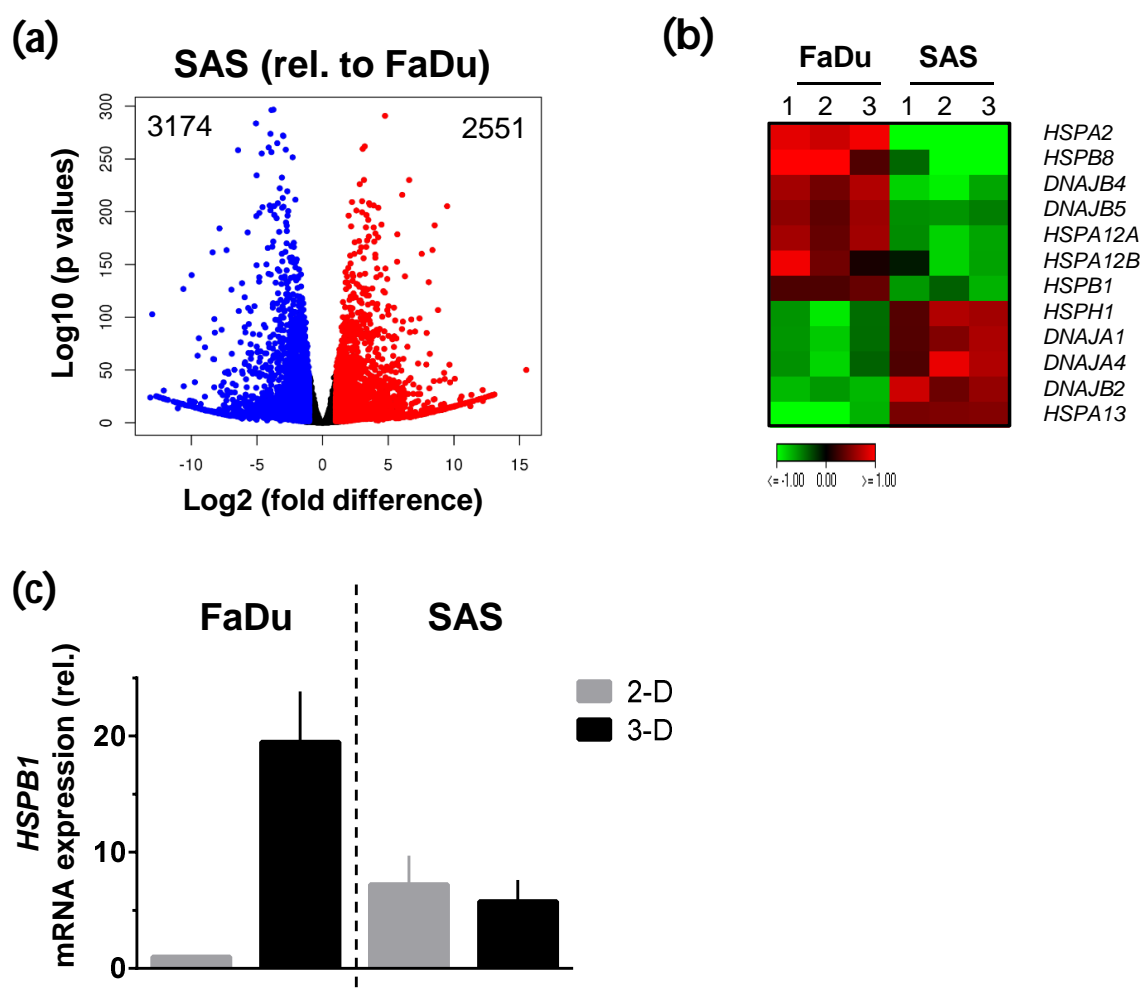 (a)
SAS (rel. to FaDu)
3174
2551
Log10 (p values)
300
250
200
150
100
50
0
-10 -5 0 5 10 15
Log2 (fold difference)
(b)
FaDu SAS
1 2 3 1 2 3
HSPA2
HSPB8
DNAJB4
DNAJB5
HSPA12A
HSPA12B
HSPB1
HSPH1
DNAJA1
DNAJA4
DNAJB2
HSPA13
<= -1.00 0.00 >= 1.00
(c)
FaDu SAS
HSPB1
mRNA expression (rel.)
20
10
0
2-D
3-D